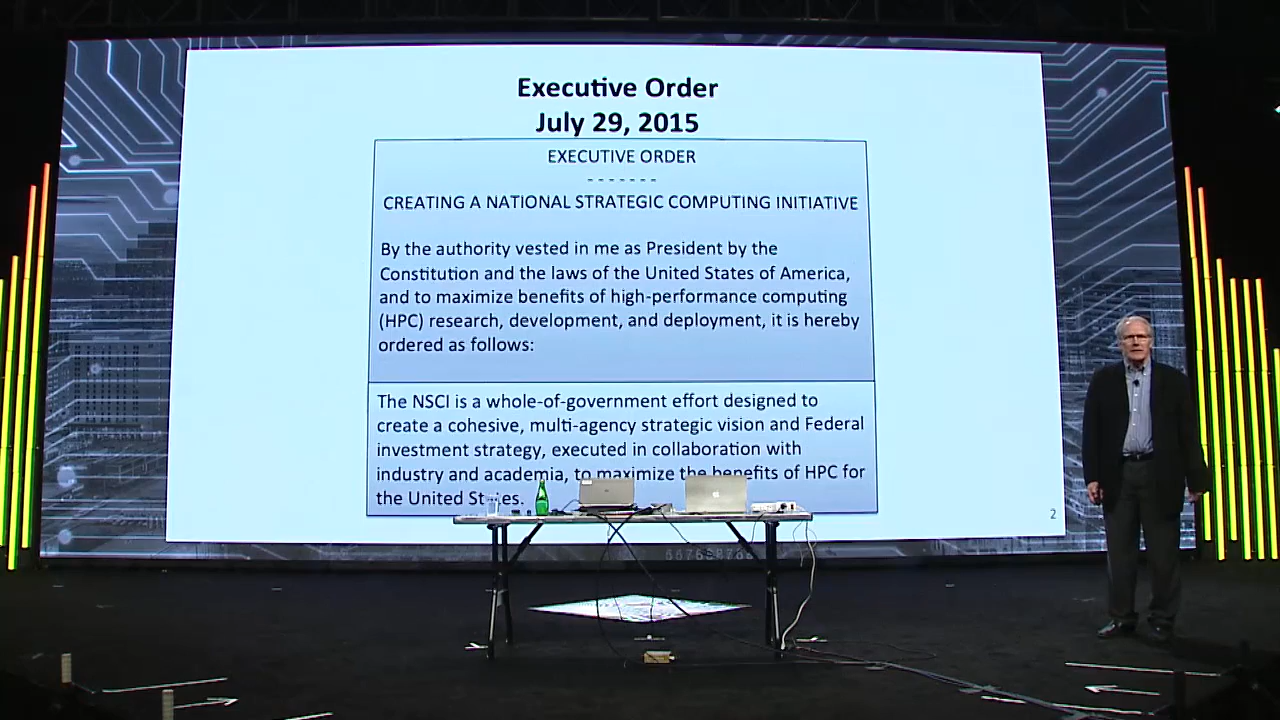 Executive Order
July 29, 2015
EXECUTIVE ORDER
- - - - - - -
CREATING A NATIONAL STRATEGIC COMPUTING INITIATIVE
By the authority vested in me as President by the
Constitution and the laws of the United States of America,
and to maximize benefits of high-performance computing
(HPC) research, development, and deployment, it is hereby
ordered as follows:
The NSCI is a whole-of-government effort designed to
create a cohesive, multi-agency strategic vision and Federal
investment strategy, executed in collaboration with
industry and academia, to maximize the benefits of HPC for
the United States.
2